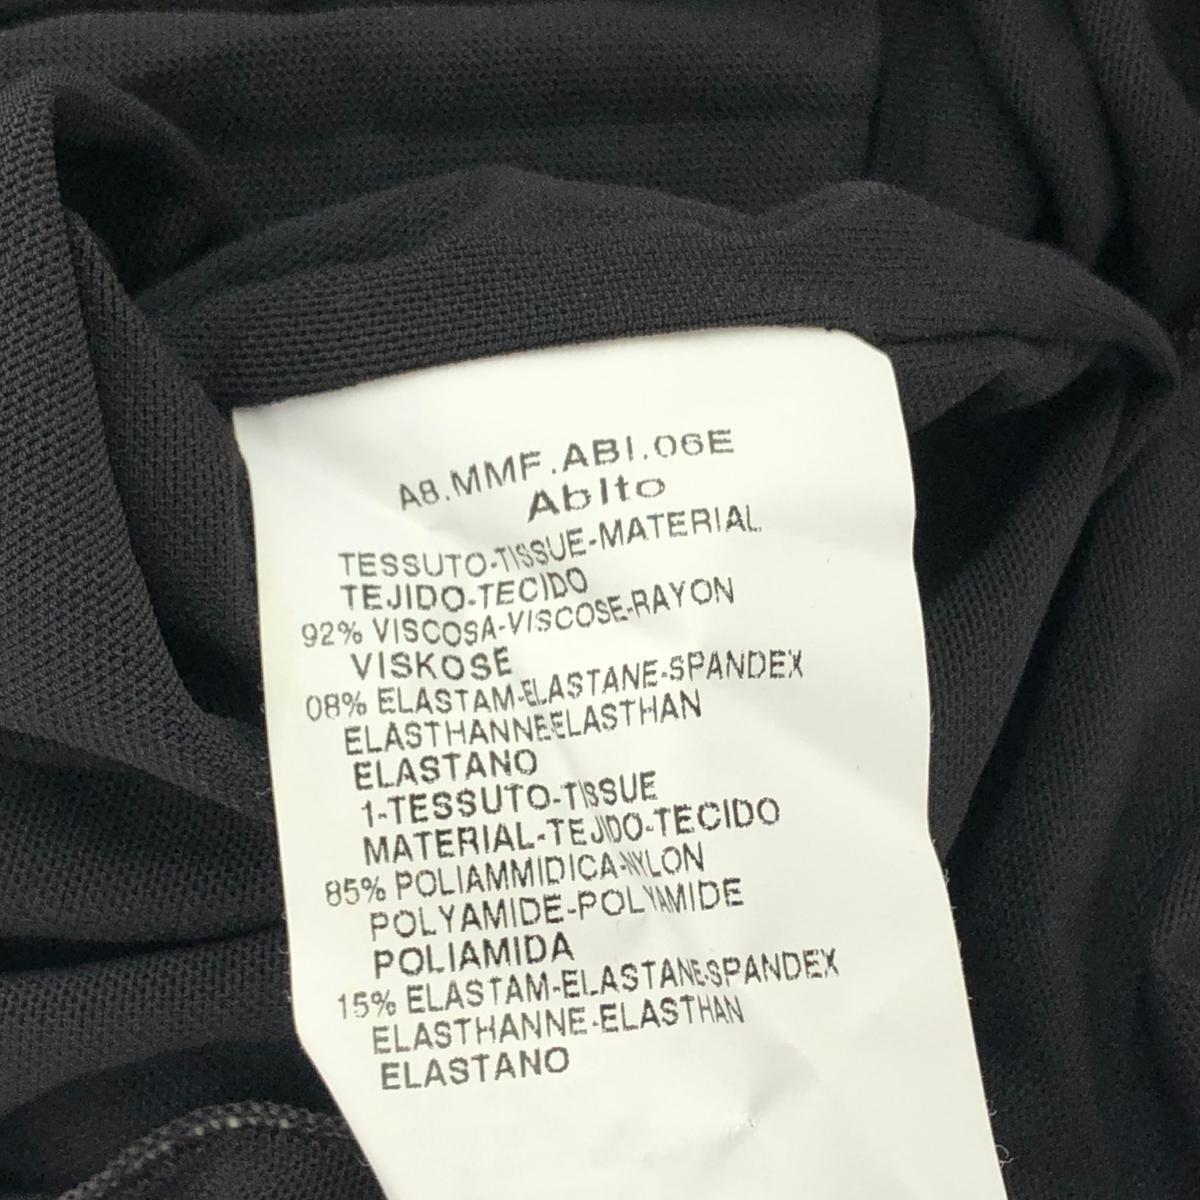 A8.MMF.ABI.06E
Abito
TESSUTO-TISSUE-MATERIAL
TEJIDO-TECIDO
92% VISCOSA-VISCOSE-RAYON
VISKOSE
08% ELASTAM-ELASTANE-SPANDEX
ELASTHANNEELASTHAN
ELASTANO
1-TESSUTO-TISSUE
MATERIAL-TEJIDO-TECIDO
85% POLIAMMIDICA-NYLON
POLYAMIDE-POLYAMIDE
POLIAMIDA
15% ELASTAM-ELASTANE-SPANDEX
ELASTHANNE-ELASTHAN
ELASTANO